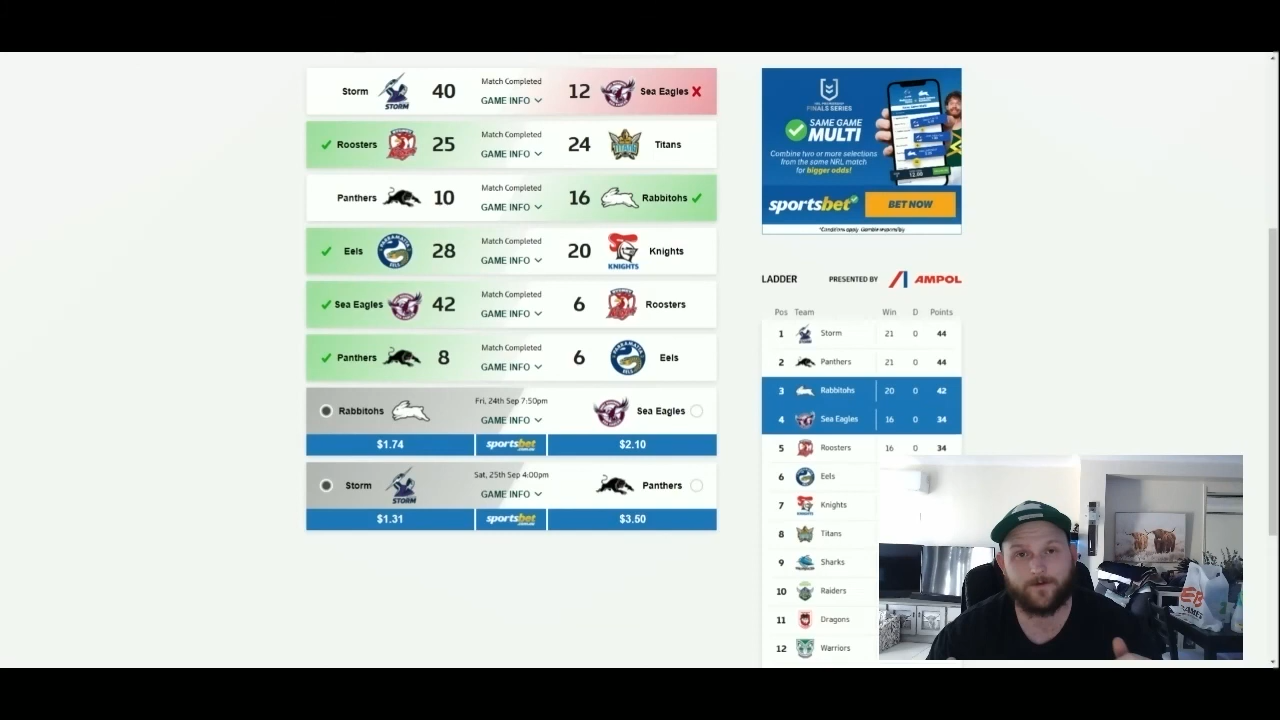 Storm STORM 40 Match Completed GAME INFO 12 Sea Eagles
Roosters 25 Match Completed GAME INFO 24 Titans
Panthers 10 Match Completed GAME INFO 16 Rabbitohs
Eels 28 Match Completed GAME INFO 20 KNIGHTS Knights
Sea Eagles 42 Match Completed GAME INFO 6 Roosters
Panthers 8 Match Completed GAME INFO 6 Eels
Rabbitohs Fri, 24th Sep 7:50pm GAME INFO Sea Eagles
$1.74 sportsbet $2.10
Storm STORM Sat, 25th Sep 4:00pm GAME INFO Panthers
$1.31 sportsbet $3.50
FINALS SERIES
SAME GAME
MULTI
Combine two or more selections
from the same NRL match
for bigger odds!
sportsbet BET NOW
LADDER PRESENTED BY AMPOL
Pos Team Win D Points
1 Storm 21 0 44
2 Panthers 21 0 44
3 Rabbitohs 20 0 42
4 Sea Eagles 16 0 34
5 Roosters 16 0 34
6 Eels
7 Knights
8 Titans
9 Sharks
10 Raiders
11 Dragons
12 Warriors